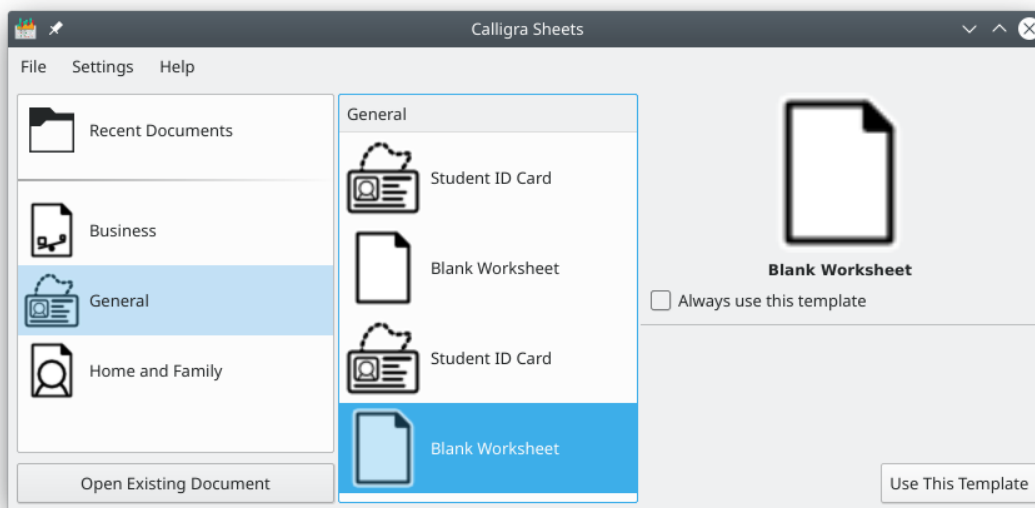 Calligra Sheets
File Settings Help
Recent Documents
Business
General
Home and Family
Open Existing Document
General
Student ID Card
Blank Worksheet
Student ID Card
Blank Worksheet
Blank Worksheet
Always use this template
Use This Template